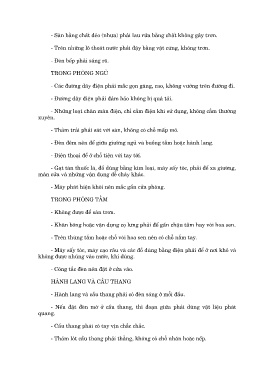 - Sàn bằng chất dẻo (nhựa) phải lau rửa bằng chất không gây trơn.
- Trên những lỗ thoát nước phải đậy bằng vật cứng, không trơn.
- Đèn bếp phải sáng rõ.
TRONG PHÒNG NGỦ
- Các đường dây điện phải mắc gọn gàng, cao, không vướng trên đường đi.
- Đường dây điện phải đảm bảo không bị quá tải.
- Những loại chăn màn điện, chỉ cắm điện khi sử dụng, không cắm thường
xuyên.
- Thảm trải phải sát với sàn, không có chỗ mấp mô.
- Đèn đêm nên để giữa giường ngủ và buồng tắm hoặc hành lang.
- Điện thoại để ở chỗ tiện với tay tới.
- Gạt tàn thuốc lá, đồ dùng bằng kim loại, máy sấy tóc, phải để xa giường,
màn cửa và những vận dụng dễ cháy khác.
- Máy phát hiện khói nên mắc gần cửa phòng.
TRONG PHÒNG TẮM
- Không được để sàn trơn.
- Khăn bông hoặc vận dụng cọ lưng phải để gần chậu tắm hay vòi hoa sen.
- Trên thùng tắm hoặc chỗ vòi hoa sen nên có chỗ nắm tay.
- Máy sấy tóc, máy cạo râu và các đồ dùng bằng điện phải để ở nơi khô và
không được nhúng vào nước, khi dùng.
- Công tắc đèn nên đặt ở cửa vào.
HÀNH LANG VÀ CẦU THANG
- Hành lang và cầu thang phải có đèn sáng ở mỗi đầu.
- Nếu đặt đèn mờ ở cầu thang, thì đoạn giữa phải dùng vật liệu phát
quang.
- Cầu thang phải có tay vịn chắc chắc.
- Thảm lót cầu thang phải thẳng, không có chỗ nhăn hoặc nếp.